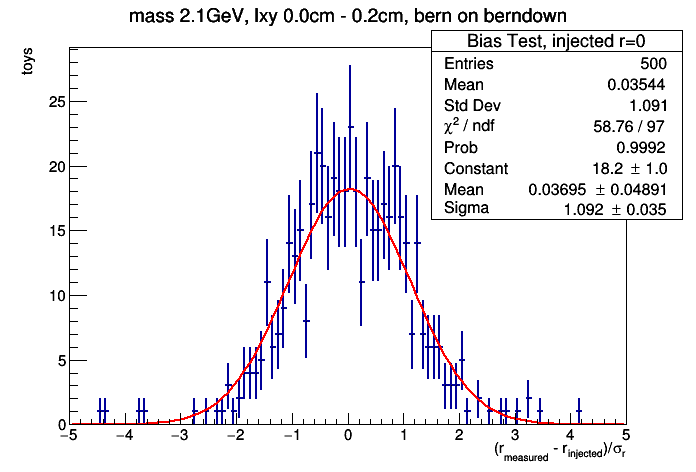 mass 2.1GeV, lxy 0.0cm - 0.2cm, bern on berndown
toys
Bias Test, injected r=0
Entries 500
Mean 0.03544
Std Dev 1.091
χ² / ndf 58.76 / 97
Prob 0.9992
Constant 18.2 ± 1.0
Mean 0.03695 ± 0.04891
Sigma 1.092 ± 0.035
25
20
15
10
5
0
−5 −4 −3 −2 −1 0 1 2 3 4 5
(r_measured - r_injected)/σ_r